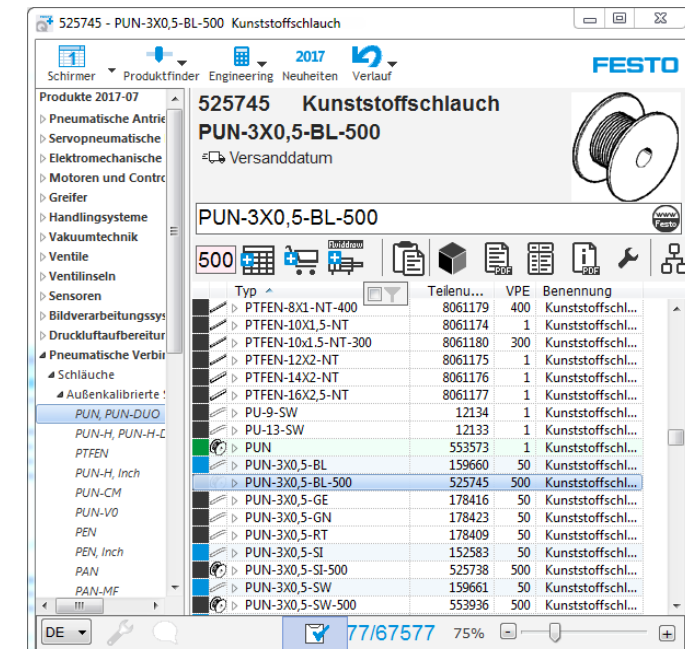 525745 - PUN-3X0,5-BL-500 Kunststoffschlauch
1
2017
Schirmer Produktfinder Engineering Neuheiten Verlauf
FESTO
Produkte 2017-07
Pneumatische Antrie
Servopneumatische
Elektromechanische
Motoren und Contro
Greifer
Handlingsysteme
Vakuumtechnik
Ventile
Ventilinseln
Sensoren
Bildverarbeitungssys
Druckluftaufbereitur
Pneumatische Verbir
Schläuche
Außenkalibrierte
PUN, PUN-DUO
PUN-H, PUN-H-D
PTFEN
PUN-H, Inch
PUN-CM
PUN-V0
PEN
PEN, Inch
PAN
PAN-MF
525745 Kunststoffschlauch
PUN-3X0,5-BL-500
Versanddatum
PUN-3X0,5-BL-500
www Festo
500
fluiddraw
PDF
i PDF
Typ Teilenu... VPE Benennung
PTFEN-8X1-NT-400 8061179 400 Kunststoffschl...
PTFEN-10X1,5-NT 8061174 1 Kunststoffschl...
PTFEN-10x1.5-NT-300 8061180 300 Kunststoffschl...
PTFEN-12X2-NT 8061175 1 Kunststoffschl...
PTFEN-14X2-NT 8061176 1 Kunststoffschl...
PTFEN-16X2,5-NT 8061177 1 Kunststoffschl...
PU-9-SW 12134 1 Kunststoffschl...
PU-13-SW 12133 1 Kunststoffschl...
PUN 553573 1 Kunststoffschl...
PUN-3X0,5-BL 159660 50 Kunststoffschl...
PUN-3X0,5-BL-500 525745 500 Kunststoffschl...
PUN-3X0,5-GE 178416 50 Kunststoffschl...
PUN-3X0,5-GN 178423 50 Kunststoffschl...
PUN-3X0,5-RT 178409 50 Kunststoffschl...
PUN-3X0,5-SI 152583 50 Kunststoffschl...
PUN-3X0,5-SI-500 525738 500 Kunststoffschl...
PUN-3X0,5-SW 159661 50 Kunststoffschl...
PUN-3X0,5-SW-500 553936 500 Kunststoffschl...
DE
77/67577 75%